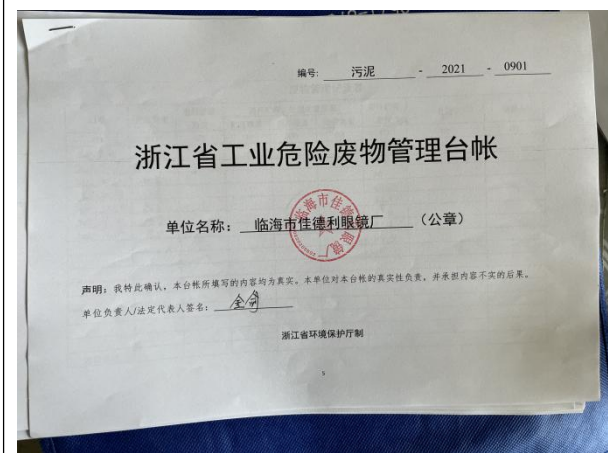 编号: 污泥 - 2021 - 0901
浙江省工业危险废物管理台帐
单位名称： 临海市佳德利眼镜厂 （公章）
声明：我特此确认，本台帐所填写的内容均为真实。本单位对本台帐的真实性负责，并承担内容不实的后果。
单位负责人/法定代表人签名：
浙江省环境保护厅制